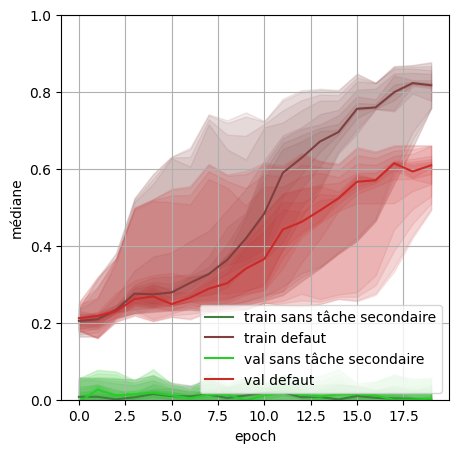 1.0
0.8
0.6
0.4
0.2
0.0
médiane
train sans tâche secondaire
train defaut
val sans tâche secondaire
val defaut
0.0 2.5 5.0 7.5 10.0 12.5 15.0 17.5
epoch